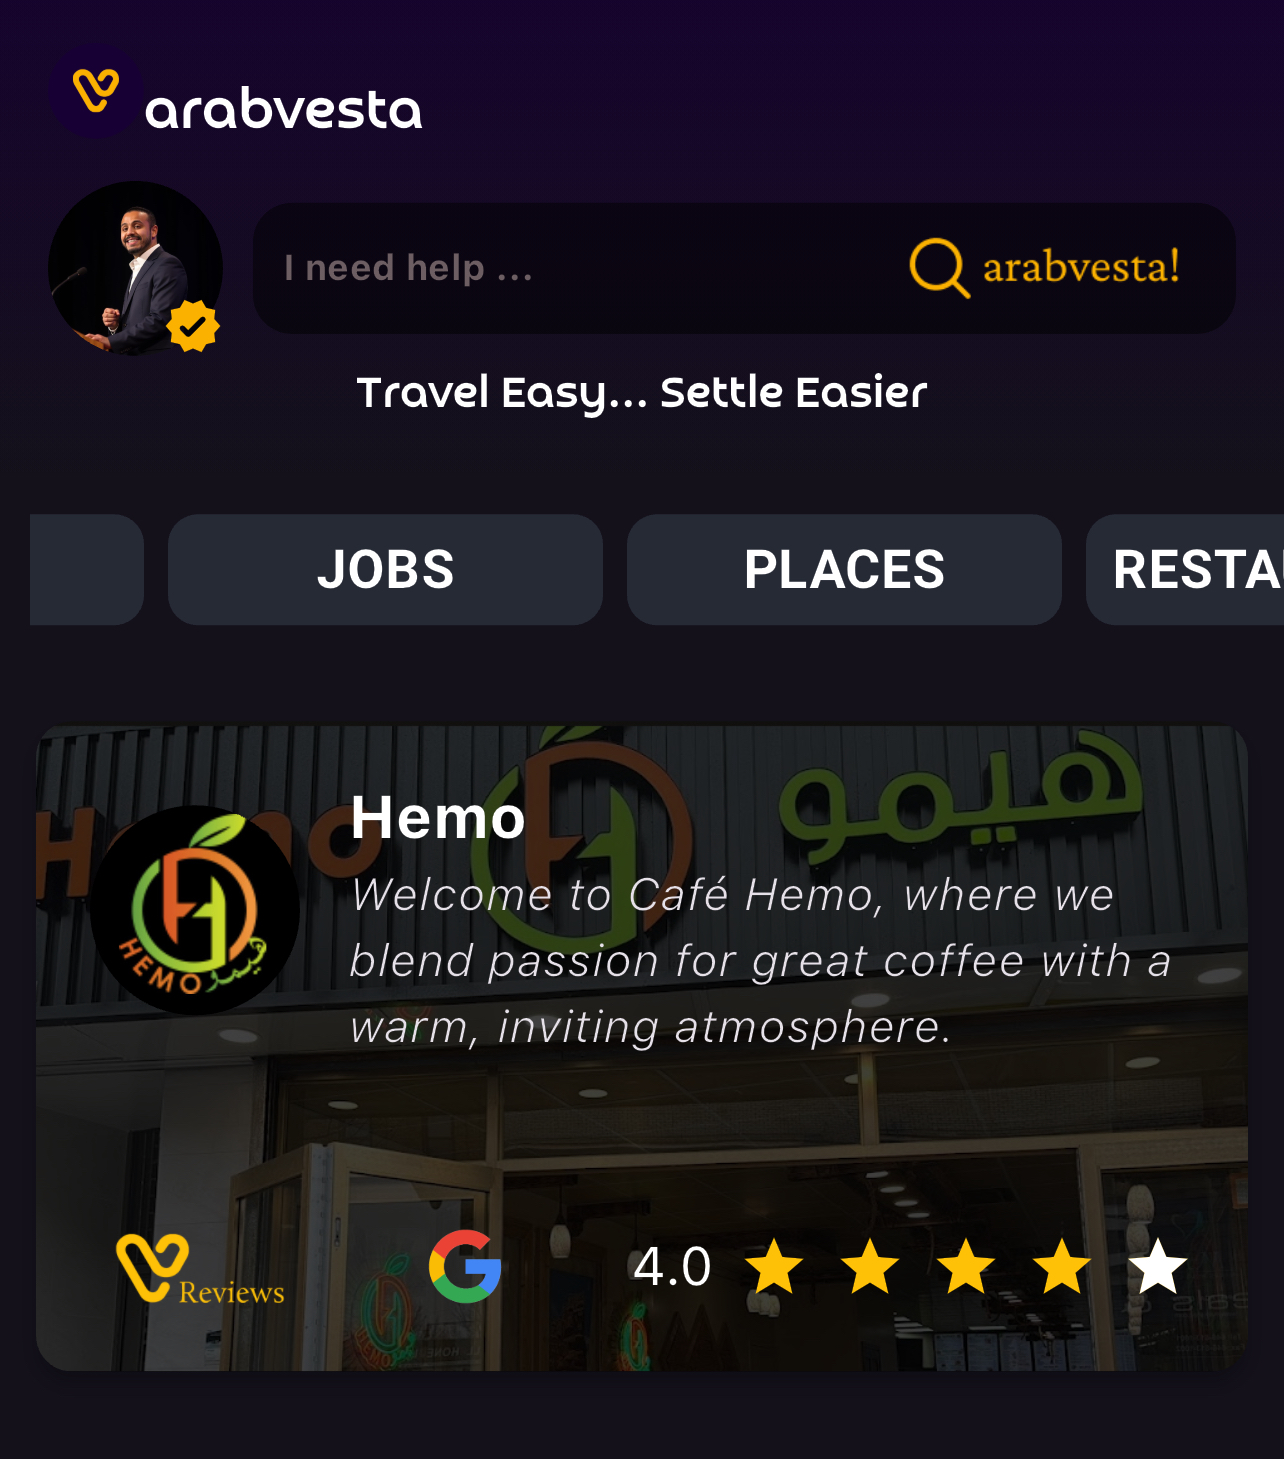 arabvesta
I need help ...
arabvesta!
Travel Easy... Settle Easier
JOBS
PLACES
HEMO
هيمو
Hemo
HEMO
هيمو
Welcome to Café Hemo, where we
blend passion for great coffee with a
warm, inviting atmosphere.
Reviews
4.0